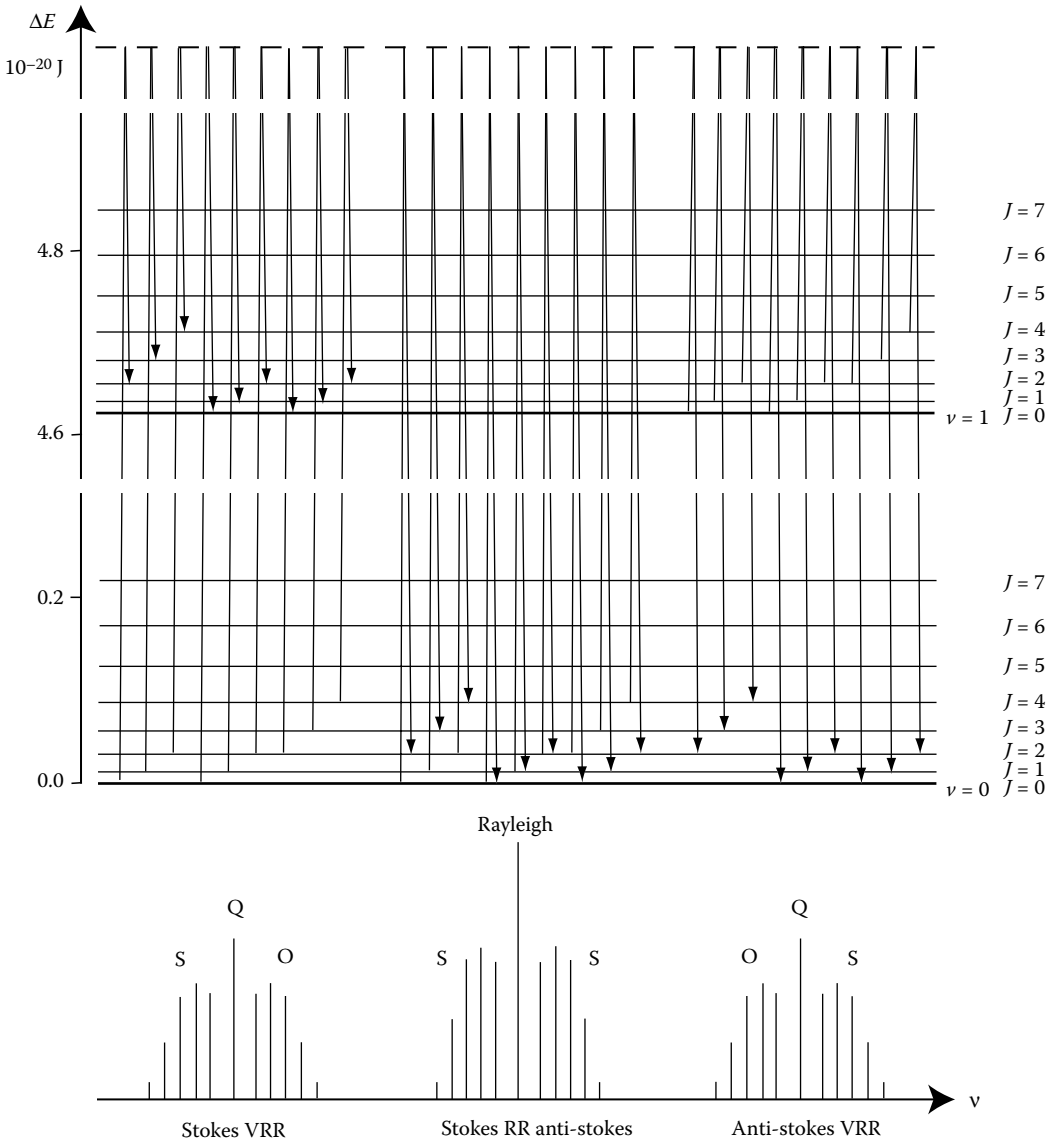 ΔE
10⁻²⁰ J
J = 7
4.8
J = 6
J = 5
J = 4
J = 3
J = 2
J = 1
ν = 1 J = 0
4.6
J = 7
0.2
J = 6
J = 5
J = 4
J = 3
J = 2
J = 1
0.0
ν = 0 J = 0
Rayleigh
Q Q
S O S S O S
ν
Stokes VRR Stokes RR anti-stokes Anti-stokes VRR